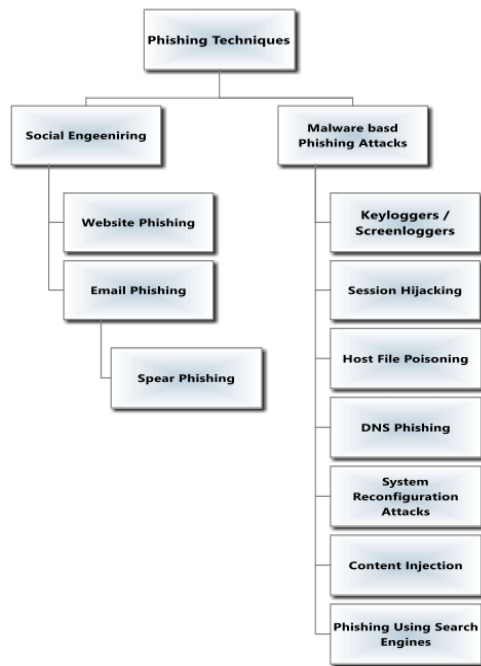 Phishing Techniques
Social Engeeniring
Malware basd
Phishing Attacks
Website Phishing
Email Phishing
Spear Phishing
Keyloggers /
Screenloggers
Session Hijacking
Host File Poisoning
DNS Phishing
System
Reconfiguration
Attacks
Content Injection
Phishing Using Search
Engines